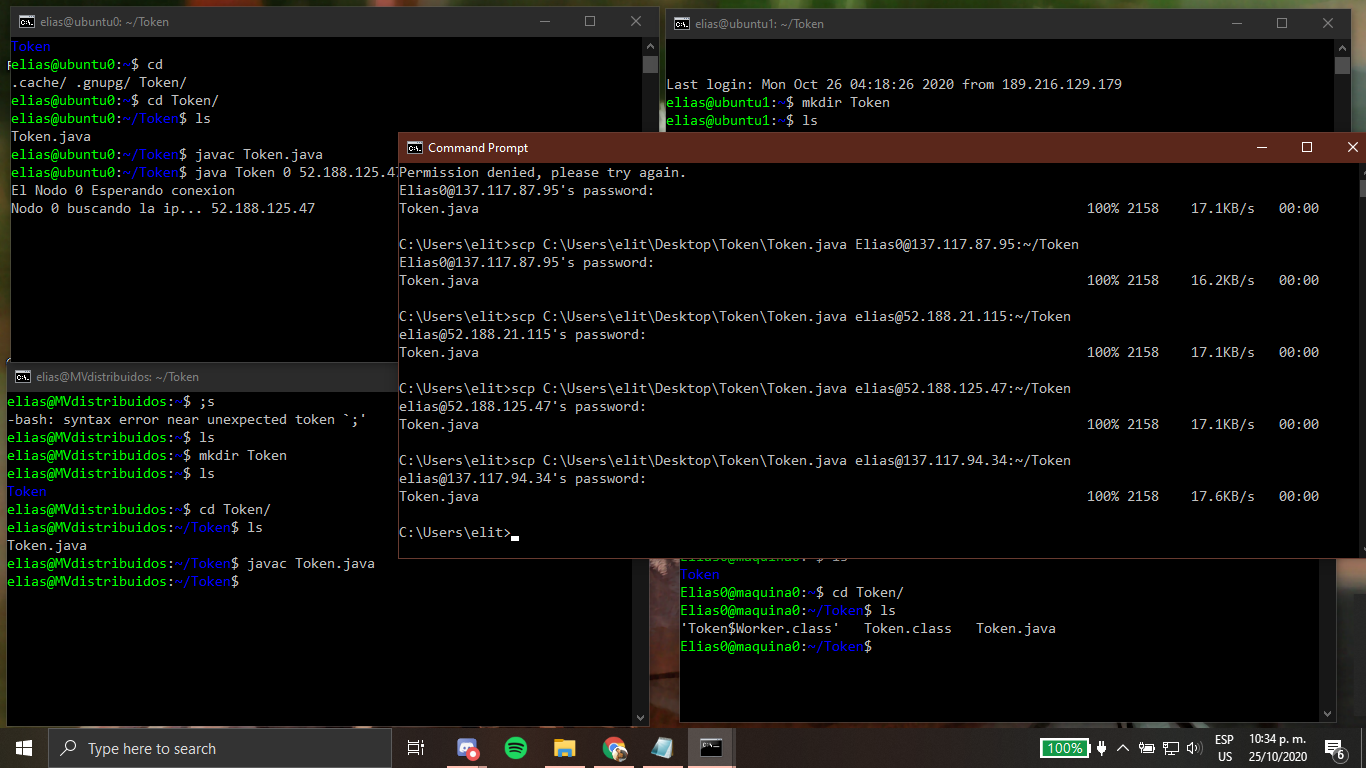 elias@ubuntu0: ~/Token
Token
elias@ubuntu0:~$ cd
.cache/ .gnupg/ Token/
elias@ubuntu0:~$ cd Token/
elias@ubuntu0:~/Token$ ls
Token.java
elias@ubuntu0:~/Token$ javac Token.java
elias@ubuntu0:~/Token$ java Token 0 52.188.125.47
El Nodo 0 Esperando conexion
Nodo 0 buscando la ip... 52.188.125.47
elias@ubuntu1: ~/Token
Last login: Mon Oct 26 04:18:26 2020 from 189.216.129.179
elias@ubuntu1:~$ mkdir Token
elias@ubuntu1:~$ ls
Command Prompt
Permission denied, please try again.
Elias0@137.117.87.95's password:
Token.java 100% 2158 17.1KB/s 00:00
C:\Users\elit>scp C:\Users\elit\Desktop\Token\Token.java Elias0@137.117.87.95:~/Token
Elias0@137.117.87.95's password:
Token.java 100% 2158 16.2KB/s 00:00
C:\Users\elit>scp C:\Users\elit\Desktop\Token\Token.java elias@52.188.21.115:~/Token
elias@52.188.21.115's password:
Token.java 100% 2158 17.1KB/s 00:00
C:\Users\elit>scp C:\Users\elit\Desktop\Token\Token.java elias@52.188.125.47:~/Token
elias@52.188.125.47's password:
Token.java 100% 2158 17.1KB/s 00:00
C:\Users\elit>scp C:\Users\elit\Desktop\Token\Token.java elias@137.117.94.34:~/Token
elias@137.117.94.34's password:
Token.java 100% 2158 17.6KB/s 00:00
C:\Users\elit>
elias@MVdistribuidos: ~/Token
elias@MVdistribuidos:~$ ;s
-bash: syntax error near unexpected token `;'
elias@MVdistribuidos:~$ ls
elias@MVdistribuidos:~$ mkdir Token
elias@MVdistribuidos:~$ ls
Token
elias@MVdistribuidos:~$ cd Token/
elias@MVdistribuidos:~/Token$ ls
Token.java
elias@MVdistribuidos:~/Token$ javac Token.java
elias@MVdistribuidos:~/Token$
Elias0@maquina0:~$ ls
Token
Elias0@maquina0:~$ cd Token/
Elias0@maquina0:~/Token$ ls
'Token$Worker.class' Token.class Token.java
Elias0@maquina0:~/Token$
Type here to search
100%
ESP
US
10:34 p. m.
25/10/2020
6